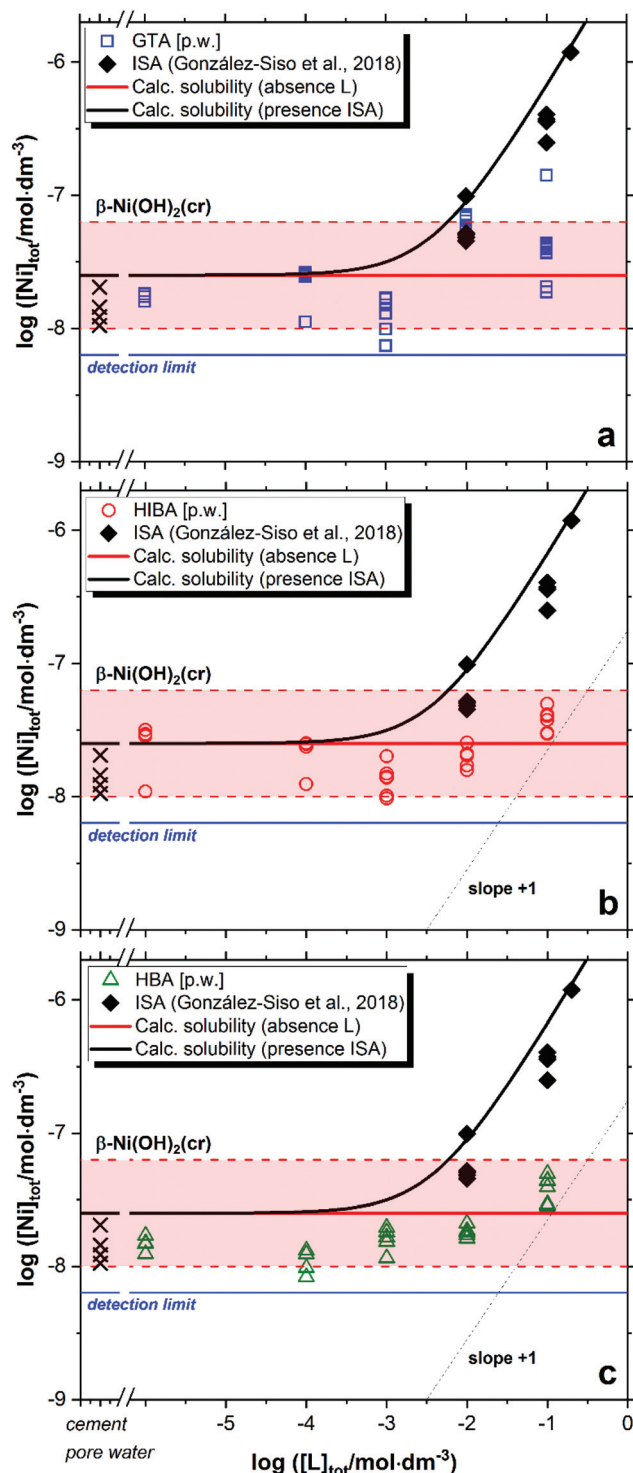 -6
GTA [p.w.]
ISA (González-Siso et al., 2018)
Calc. solubility (absence L)
Calc. solubility (presence ISA)
-7
β-Ni(OH)₂(cr)
log ([Ni]tot/mol·dm⁻³)
-8
detection limit
-9
a
-6
HIBA [p.w.]
ISA (González-Siso et al., 2018)
Calc. solubility (absence L)
Calc. solubility (presence ISA)
-7
β-Ni(OH)₂(cr)
log ([Ni]tot/mol·dm⁻³)
-8
detection limit
slope +1
-9
b
-6
HBA [p.w.]
ISA (González-Siso et al., 2018)
Calc. solubility (absence L)
Calc. solubility (presence ISA)
-7
β-Ni(OH)₂(cr)
log ([Ni]tot/mol·dm⁻³)
-8
detection limit
slope +1
-9
c
cement
pore water
-5 -4 -3 -2 -1 0
log ([L]tot/mol·dm⁻³)